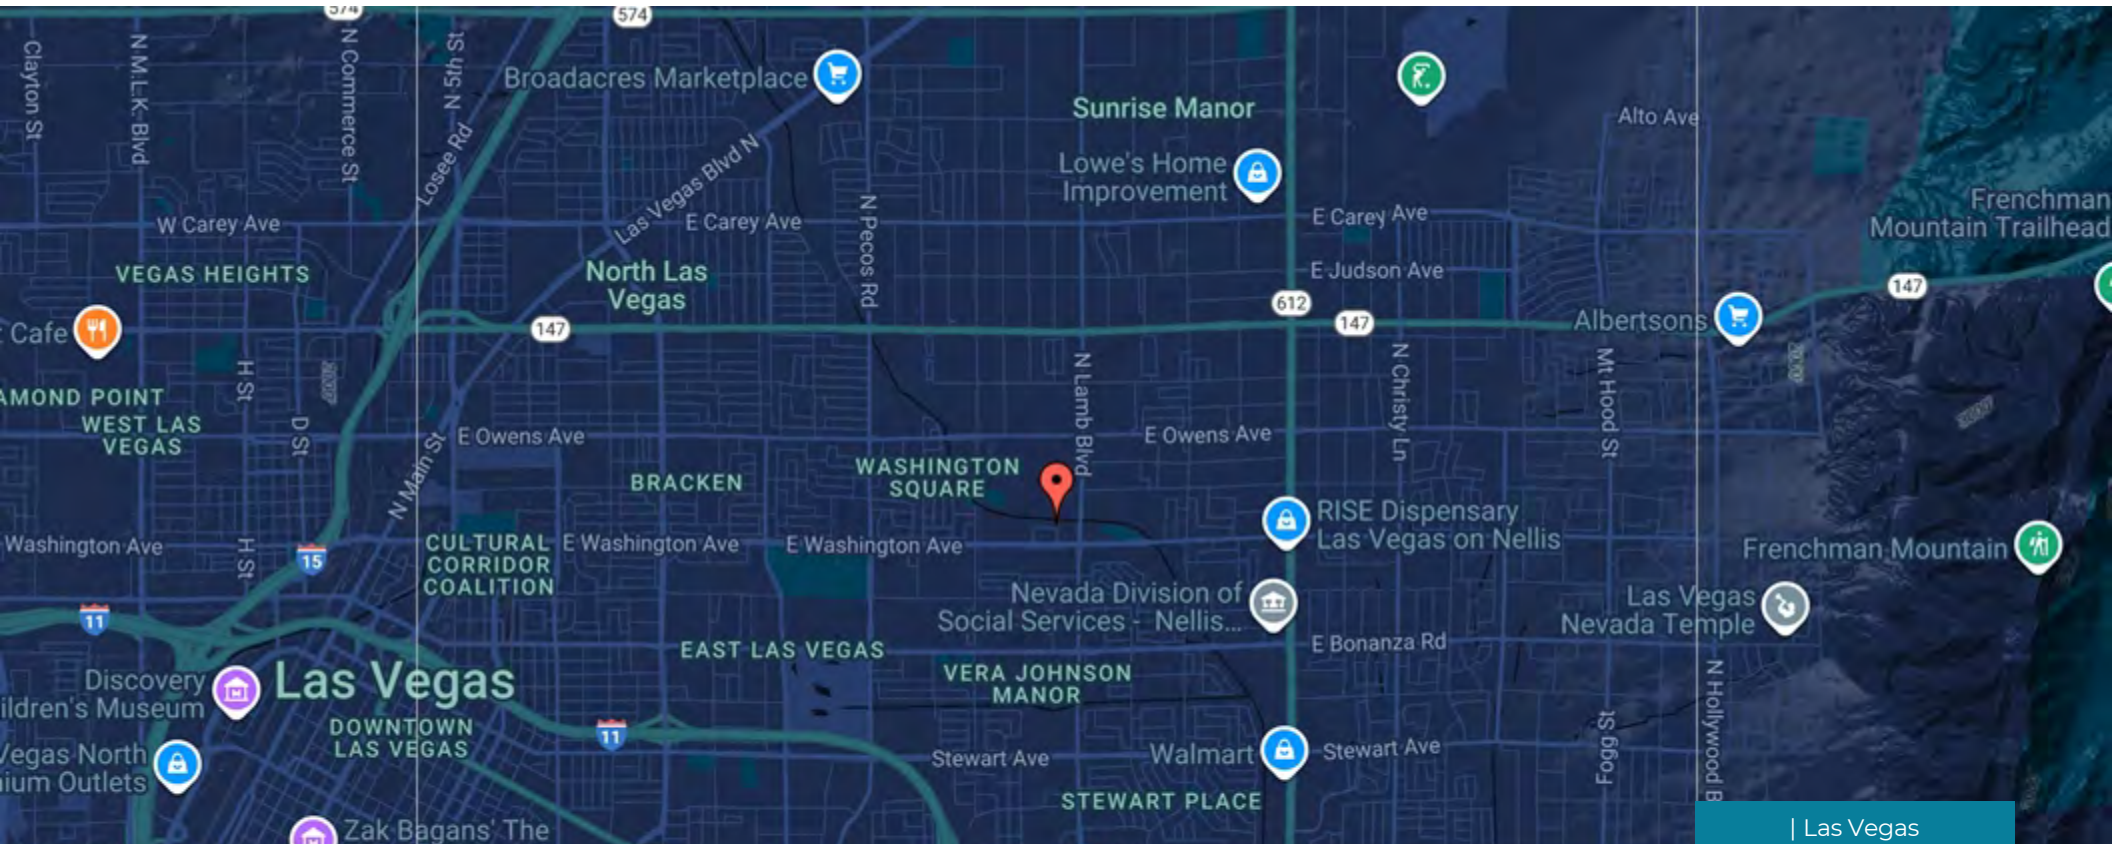 574
574
Clayton St
N M.L.K. Blvd
N Commerce St
N 5th St
Losee Rd
Broadacres Marketplace
Las Vegas Blvd N
N Pecos Rd
Sunrise Manor
Lowe's Home
Improvement
Alto Ave
Frenchman
Mountain Trailhead
W Carey Ave
E Carey Ave
E Carey Ave
VEGAS HEIGHTS
North Las
Vegas
E Judson Ave
612
147
147
147
Albertsons
Cafe
H St
D St
N Lamb Blvd
N Christy Ln
Mt Hood St
AMOND POINT
WEST LAS
VEGAS
N Main St
E Owens Ave
E Owens Ave
BRACKEN
WASHINGTON
SQUARE
RISE Dispensary
Las Vegas on Nellis
Washington Ave
H St
15
CULTURAL
CORRIDOR
COALITION
E Washington Ave
E Washington Ave
Frenchman Mountain
Nevada Division of
Social Services - Nellis...
Las Vegas
Nevada Temple
11
E Bonanza Rd
EAST LAS VEGAS
VERA JOHNSON
MANOR
Discovery
ildren's Museum
Las Vegas
DOWNTOWN
LAS VEGAS
11
Vegas North
ium Outlets
Stewart Ave
Walmart
Stewart Ave
Fogg St
N Hollywood B
STEWART PLACE
Zak Bagans' The
| Las Vegas